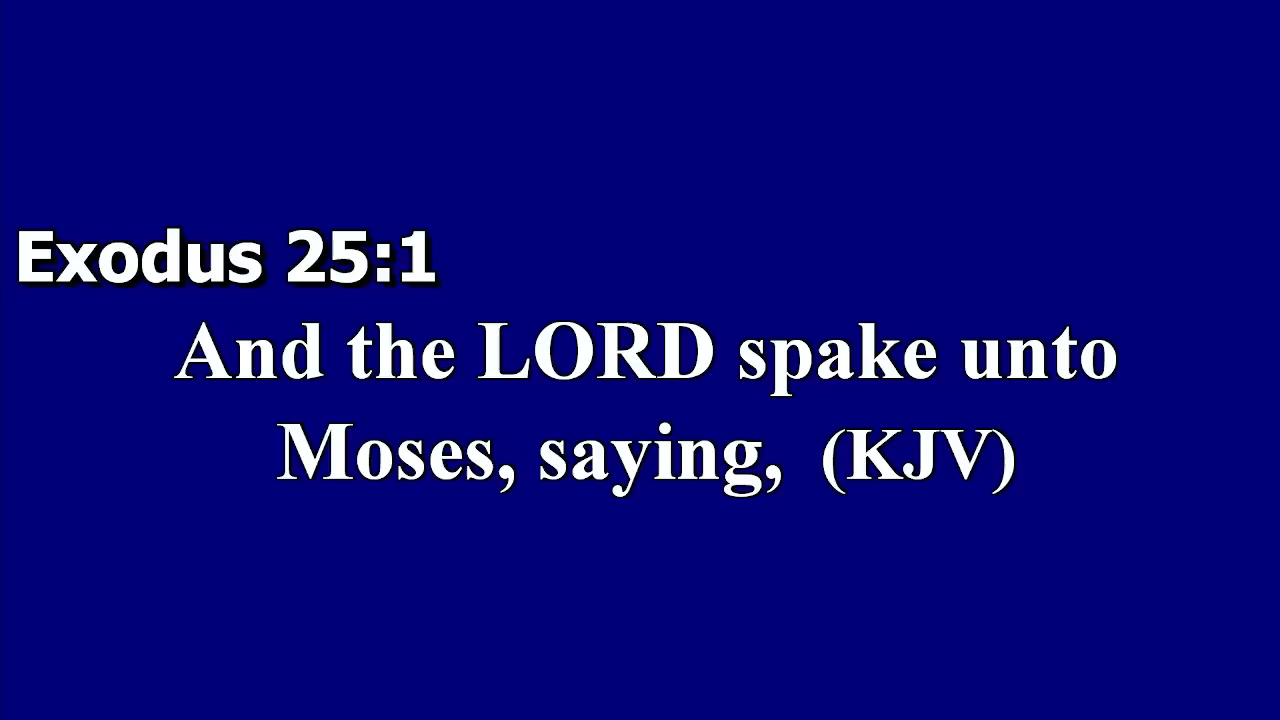 Exodus 25:1
And the LORD spake unto
Moses, saying,  (KJV)